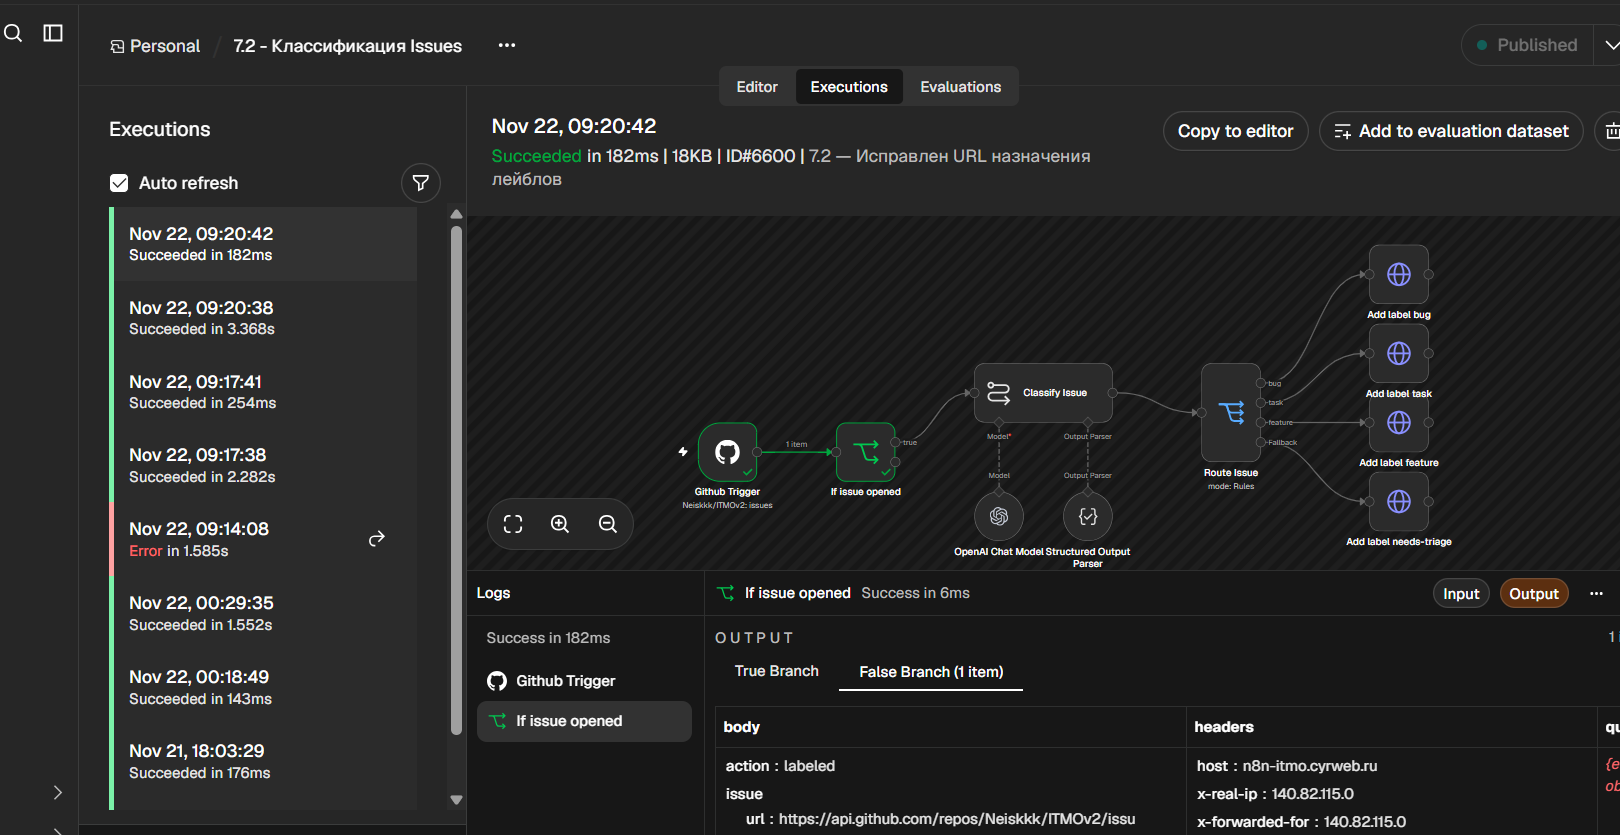 Personal / 7.2 - Классификация Issues
Published
Editor
Executions
Evaluations
Executions
Auto refresh
Nov 22, 09:20:42
Succeeded in 182ms
Nov 22, 09:20:38
Succeeded in 3.368s
Nov 22, 09:17:41
Succeeded in 254ms
Nov 22, 09:17:38
Succeeded in 2.282s
Nov 22, 09:14:08
Error in 1.585s
Nov 22, 00:29:35
Succeeded in 1.552s
Nov 22, 00:18:49
Succeeded in 143ms
Nov 21, 18:03:29
Succeeded in 176ms
Nov 22, 09:20:42
Succeeded in 182ms | 18KB | ID#6600 | 7.2 — Исправлен URL назначения
лейблов
Copy to editor
Add to evaluation dataset
Github Trigger
Neiskkk/ITMOv2: issues
1 item
If issue opened
true
Classify Issue
Model*
Output Parser
Model
Output Parser
OpenAI Chat Model
Structured Output
Parser
Route Issue
mode: Rules
bug
task
feature
Fallback
Add label bug
Add label task
Add label feature
Add label needs-triage
Logs
Success in 182ms
Github Trigger
If issue opened
If issue opened Success in 6ms
Input
Output
OUTPUT
1
True Branch
False Branch (1 item)
body
headers
action : labeled
issue
url : https://api.github.com/repos/Neiskkk/ITMOv2/issu
host : n8n-itmo.cyrweb.ru
x-real-ip : 140.82.115.0
x-forwarded-for : 140.82.115.0